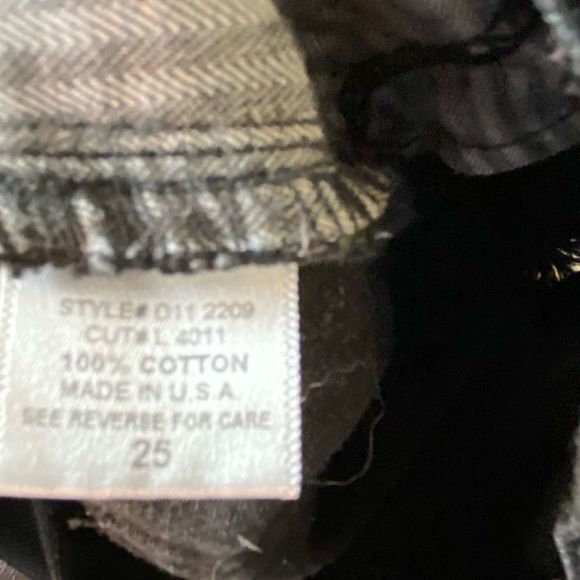 STYLE# D11 2209
CUT# L 4011
100% COTTON
MADE IN U.S.A.
SEE REVERSE FOR CARE
25